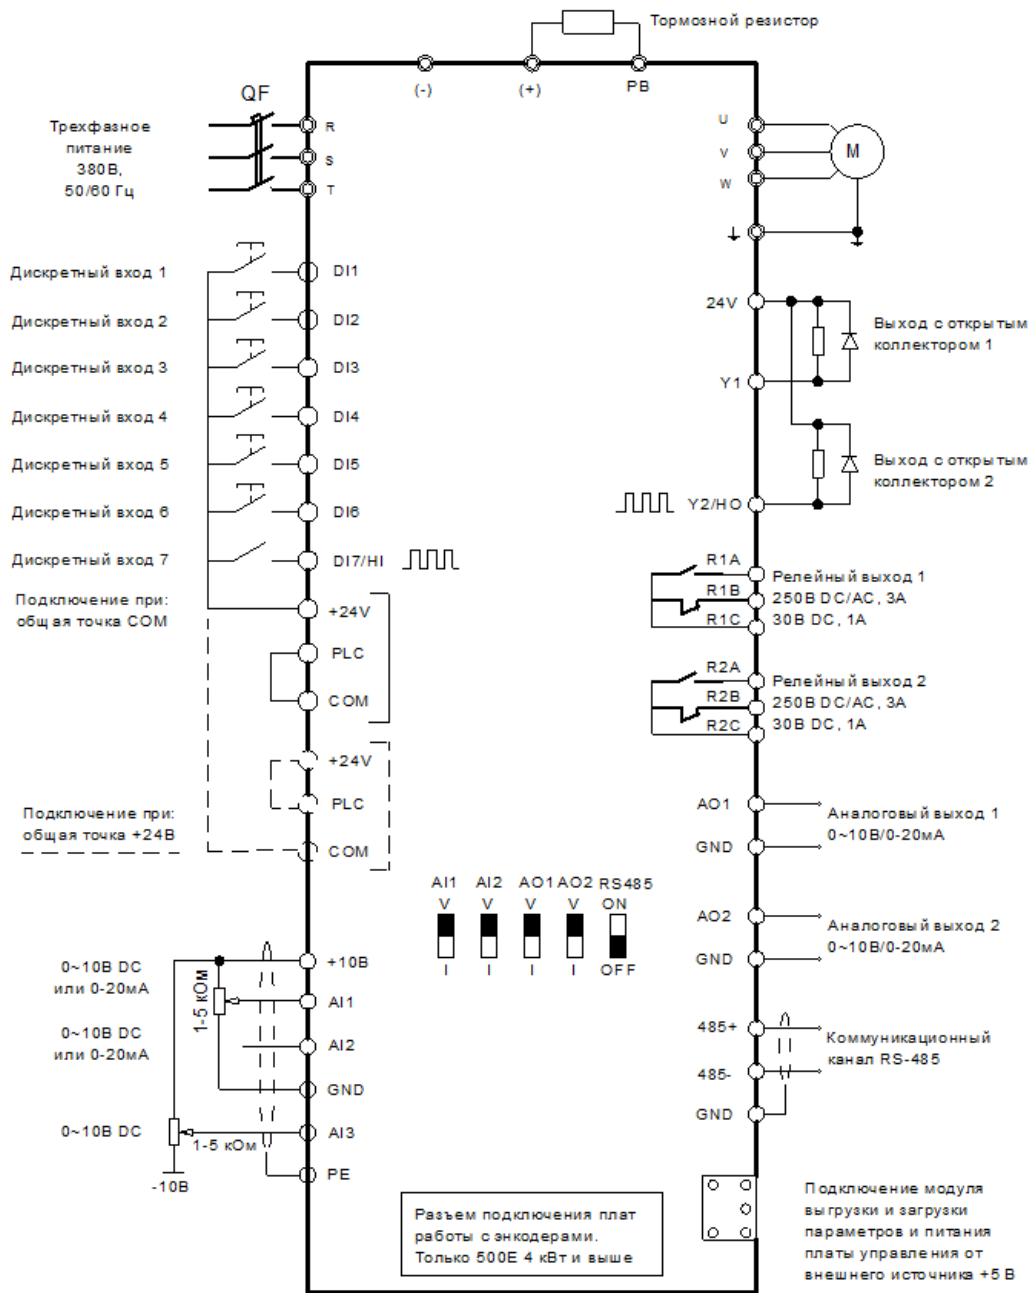 Тормозной резистор
(-)
(+)
PB
QF
Трехфазное
питание
380В,
50/60 Гц
R
S
T
U
V
W
M
Дискретный вход 1
DI1
Дискретный вход 2
DI2
Дискретный вход 3
DI3
Дискретный вход 4
DI4
Дискретный вход 5
DI5
Дискретный вход 6
DI6
Дискретный вход 7
DI7/HI
Подключение при:
общая точка COM
+24V
PLC
COM
+24V
PLC
COM
Подключение при:
общая точка +24В
24V
Y1
Выход с открытым
коллектором 1
Y2/HO
Выход с открытым
коллектором 2
R1A
R1B
R1C
Релейный выход 1
250В DC/AC, 3А
30В DC, 1А
R2A
R2B
R2C
Релейный выход 2
250В DC/AC, 3А
30В DC, 1А
AO1
GND
Аналоговый выход 1
0~10В/0-20мА
AO2
GND
Аналоговый выход 2
0~10В/0-20мА
AI1 AI2 AO1 AO2 RS485
V V V V ON
I I I I OFF
0~10В DC
или 0-20мА
1-5 кОм
+10В
AI1
0~10В DC
или 0-20мА
AI2
GND
0~10В DC
1-5 кОм
AI3
-10В
PE
485+
485-
GND
Коммуникационный
канал RS-485
Разъем подключения плат
работы с энкодерами.
Только 500E 4 кВт и выше
Подключение модуля
выгрузки и загрузки
параметров и питания
платы управления от
внешнего источника +5 В